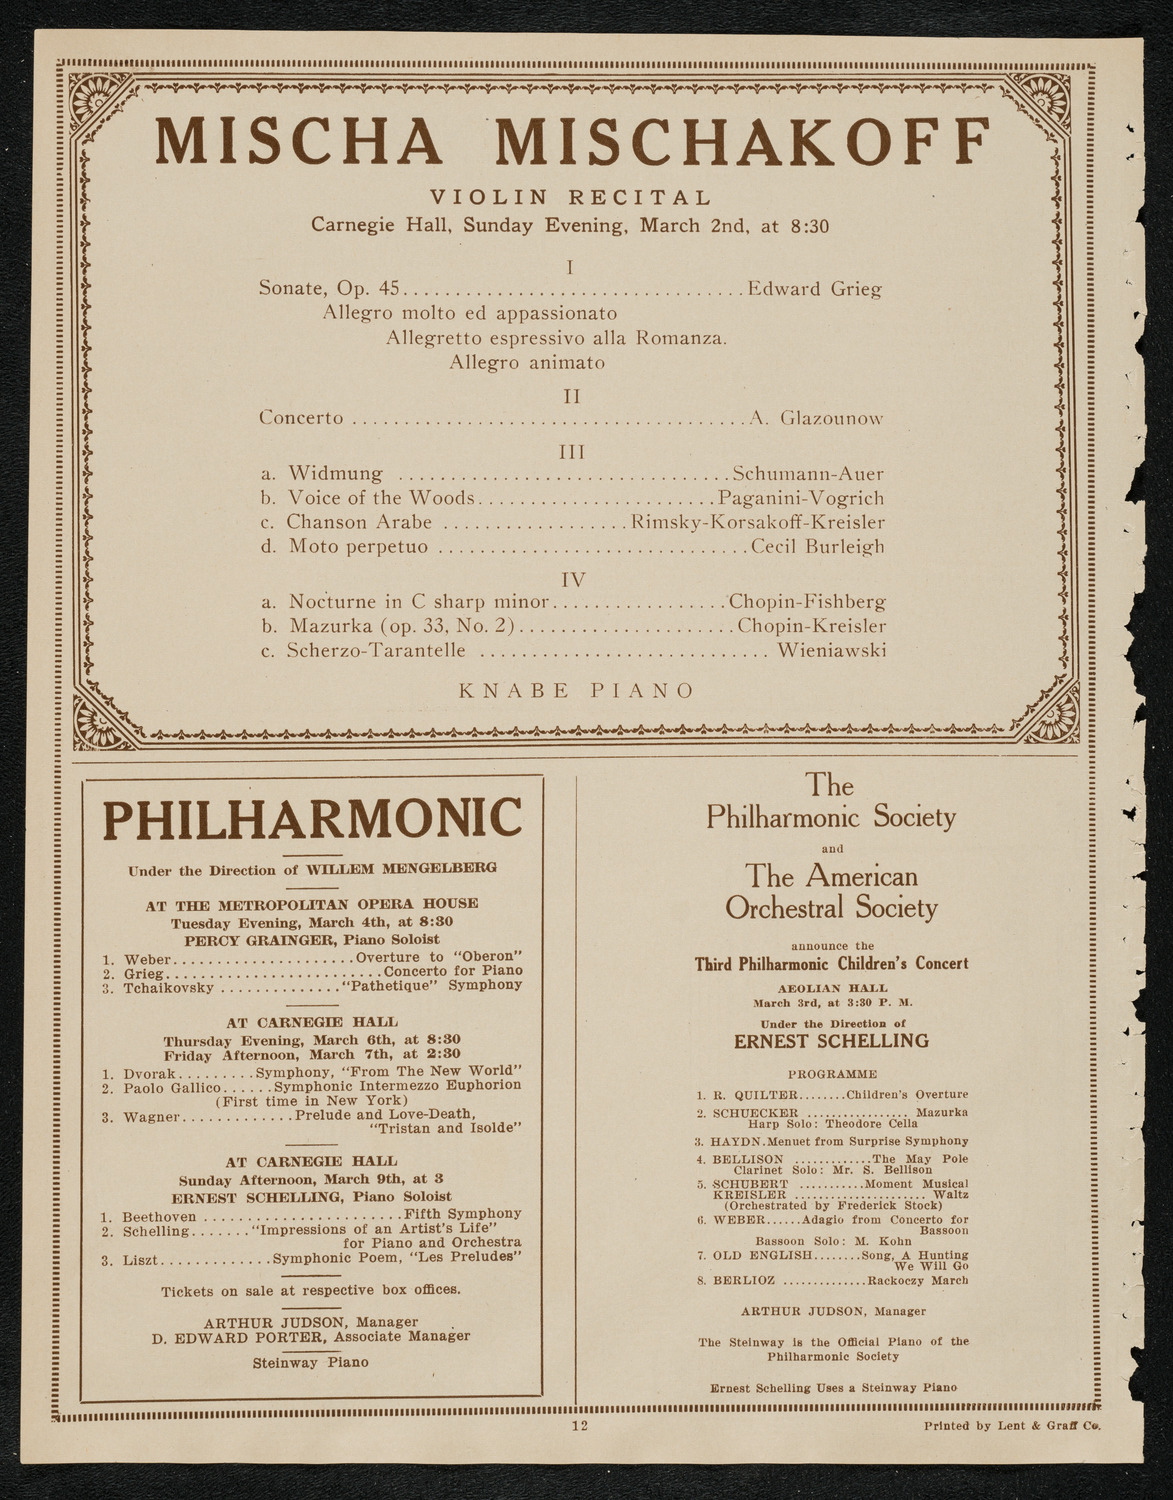 MISCHA MISCHAKOFF
VIOLIN RECITAL
Carnegie Hall, Sunday Evening, March 2nd, at 8:30
I
Sonate, Op. 45.................................Edward Grieg
Allegro molto ed appassionato
Allegretto espressivo alla Romanza.
Allegro animato
II
Concerto ......................................A. Glazounow
III
a. Widmung ................................Schumann-Auer
b. Voice of the Woods.......................Paganini-Vogrich
c. Chanson Arabe ..................Rimsky-Korsakoff-Kreisler
d. Moto perpetuo ..............................Cecil Burleigh
IV
a. Nocturne in C sharp minor.................Chopin-Fishberg
b. Mazurka (op. 33, No. 2).....................Chopin-Kreisler
c. Scherzo-Tarantelle ............................ Wieniawski
KNABE PIANO
PHILHARMONIC
Under the Direction of WILLEM MENGELBERG
AT THE METROPOLITAN OPERA HOUSE
Tuesday Evening, March 4th, at 8:30
PERCY GRAINGER, Piano Soloist
1. Weber....................Overture to "Oberon"
2. Grieg........................Concerto for Piano
3. Tchaikovsky .............."Pathetique" Symphony
AT CARNEGIE HALL
Thursday Evening, March 6th, at 8:30
Friday Afternoon, March 7th, at 2:30
1. Dvorak.........Symphony, "From The New World"
2. Paolo Gallico......Symphonic Intermezzo Euphorion
(First time in New York)
3. Wagner.............Prelude and Love-Death,
"Tristan and Isolde"
AT CARNEGIE HALL
Sunday Afternoon, March 9th, at 3
ERNEST SCHELLING, Piano Soloist
1. Beethoven ........................Fifth Symphony
2. Schelling......."Impressions of an Artist's Life"
for Piano and Orchestra
3. Liszt.............Symphonic Poem, "Les Preludes"
Tickets on sale at respective box offices.
ARTHUR JUDSON, Manager
D. EDWARD PORTER, Associate Manager
Steinway Piano
The
Philharmonic Society
and
The American
Orchestral Society
announce the
Third Philharmonic Children's Concert
AEOLIAN HALL
March 3rd, at 3:30 P. M.
Under the Direction of
ERNEST SCHELLING
PROGRAMME
1. R. QUILTER........Children's Overture
2. SCHUECKER ................ Mazurka
Harp Solo: Theodore Cella
3. HAYDN.Menuet from Surprise Symphony
4. BELLISON ............The May Pole
Clarinet Solo: Mr. S. Bellison
5. SCHUBERT ..........Moment Musical
KREISLER ..................... Waltz
(Orchestrated by Frederick Stock)
6. WEBER......Adagio from Concerto for
Bassoon
Bassoon Solo: M. Kohn
7. OLD ENGLISH........Song, A Hunting
We Will Go
8. BERLIOZ ..............Rackoczy March
ARTHUR JUDSON, Manager
The Steinway is the Official Piano of the
Philharmonic Society
Ernest Schelling Uses a Steinway Piano
12
Printed by Lent & Graff Co.